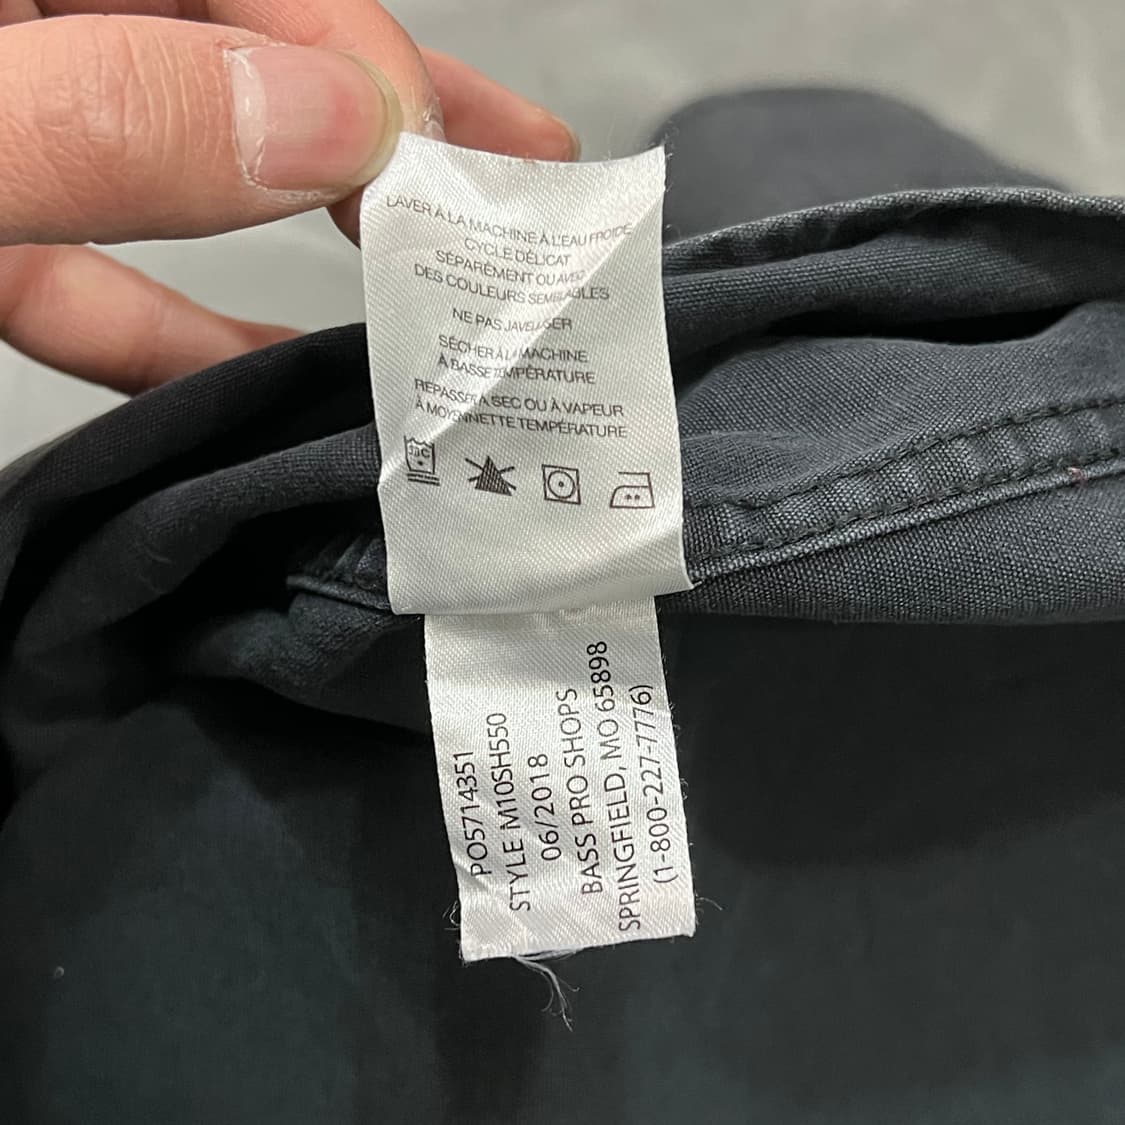 LAVER À LA MACHINE À L'EAU FROIDE
CYCLE DÉLICAT
SÉPARÉMENT OU AVEC
DES COULEURS SEMBLABLES
NE PAS JAVELLISER
SÉCHER À LA MACHINE
À BASSE TEMPÉRATURE
REPASSER À SEC OU À VAPEUR
À MOYENNETTE TEMPÉRATURE
30C
PO5714351
STYLE M10SH550
06/2018
BASS PRO SHOPS
SPRINGFIELD, MO 65898
(1-800-227-7776)